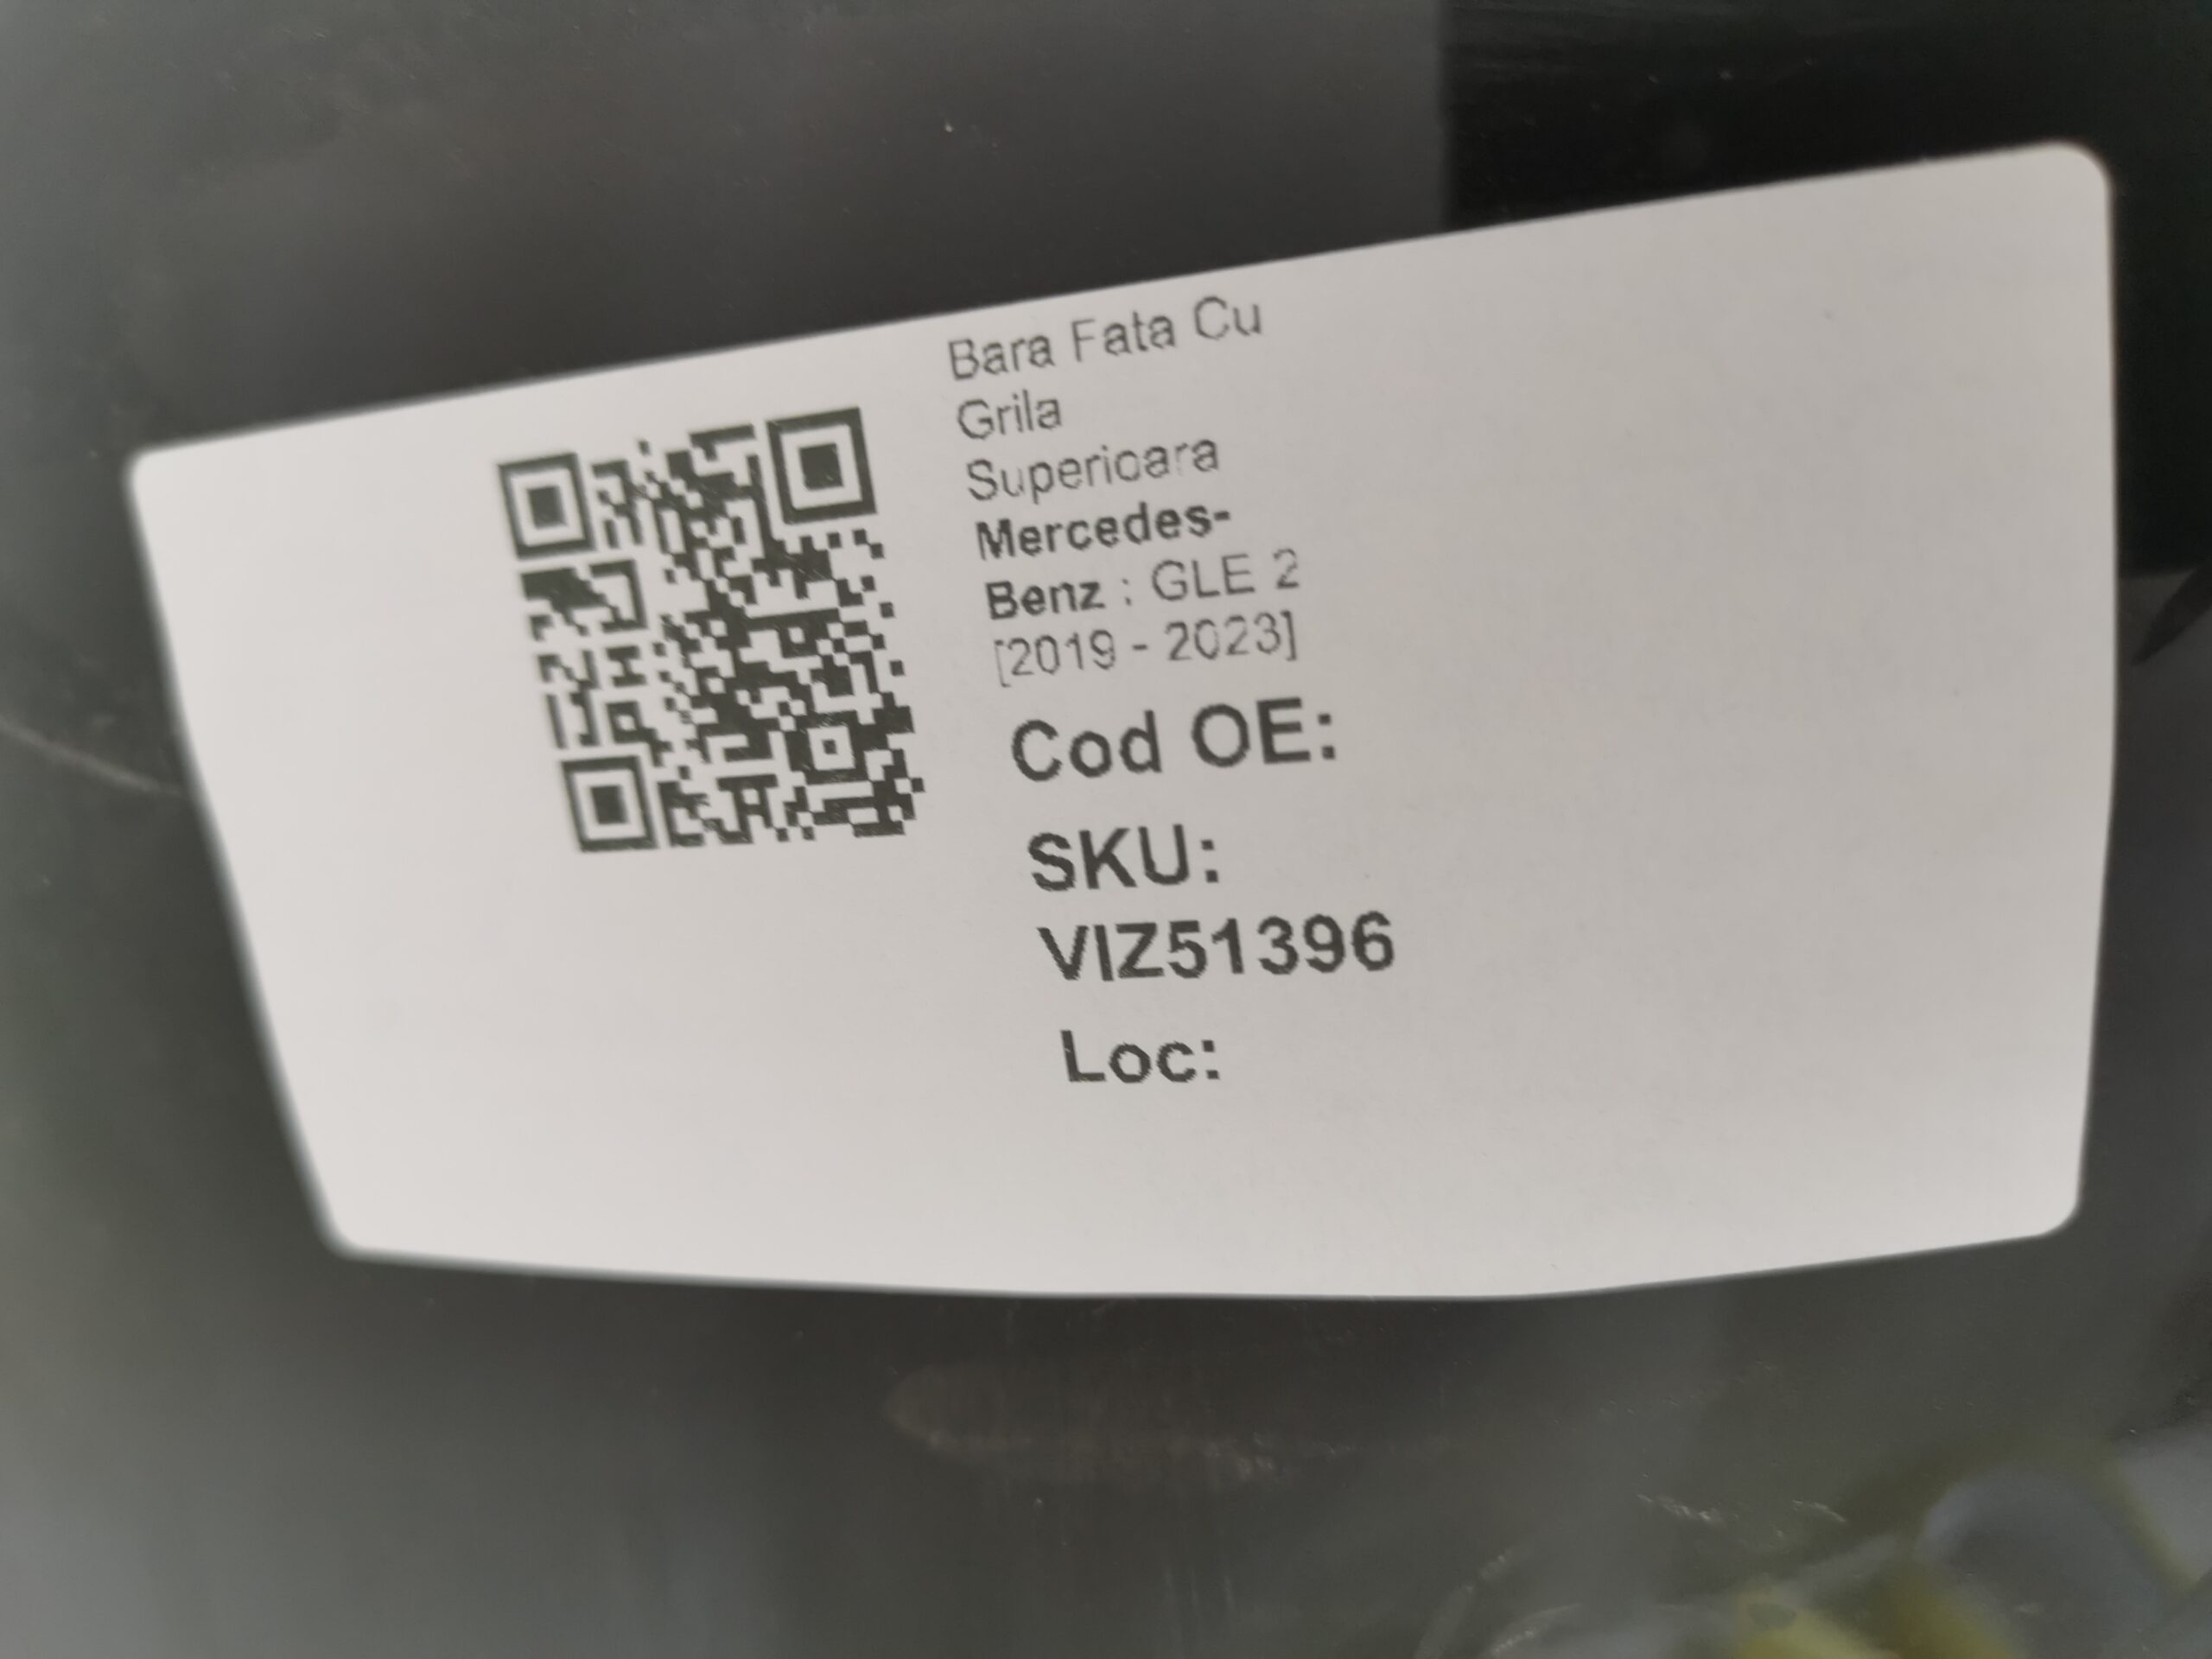 Bara Fata Cu
Grila
Superioara
Mercedes-
Benz : GLE 2
[2019 - 2023]
Cod OE:
SKU:
VIZ51396
Loc: